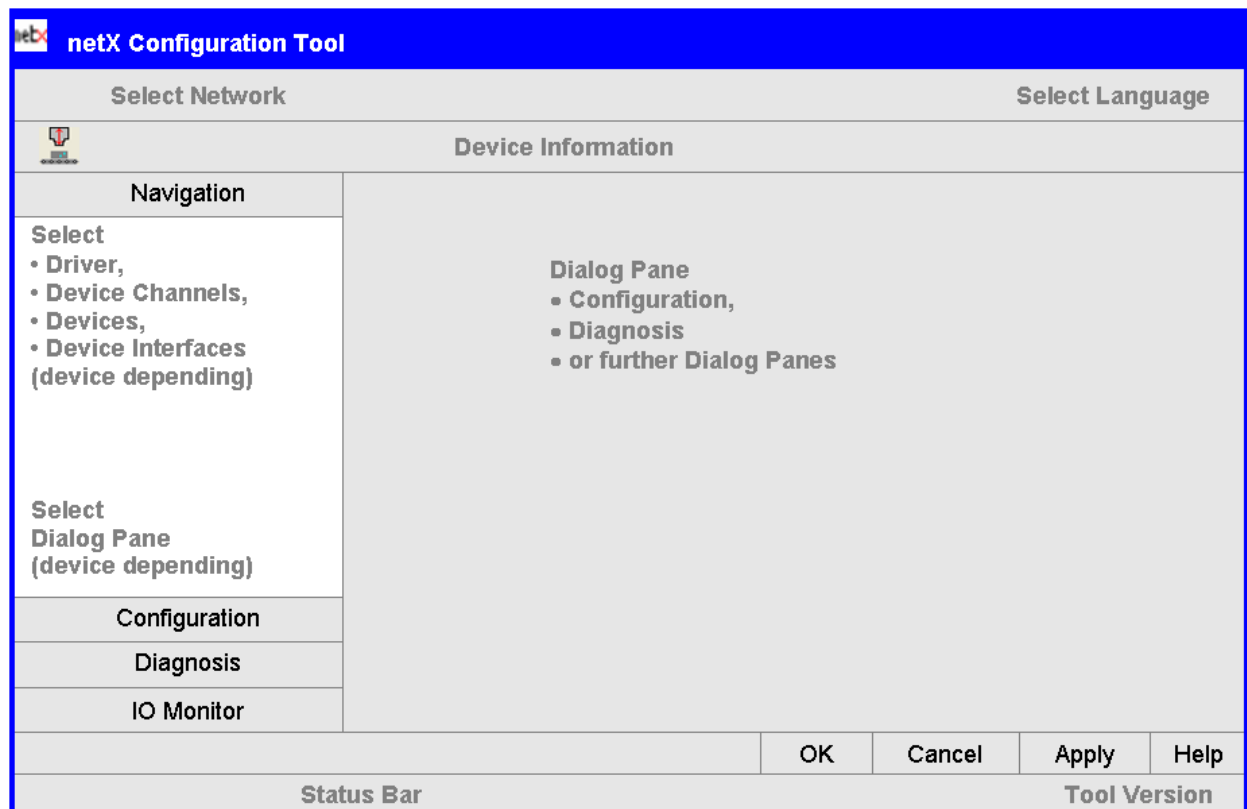 netX netX Configuration Tool
Select Network Select Language
Device Information
Navigation
Select
• Driver,
• Device Channels,
• Devices,
• Device Interfaces
(device depending)
Select
Dialog Pane
(device depending)
Dialog Pane
• Configuration,
• Diagnosis
• or further Dialog Panes
Configuration
Diagnosis
IO Monitor
OK Cancel Apply Help
Status Bar Tool Version